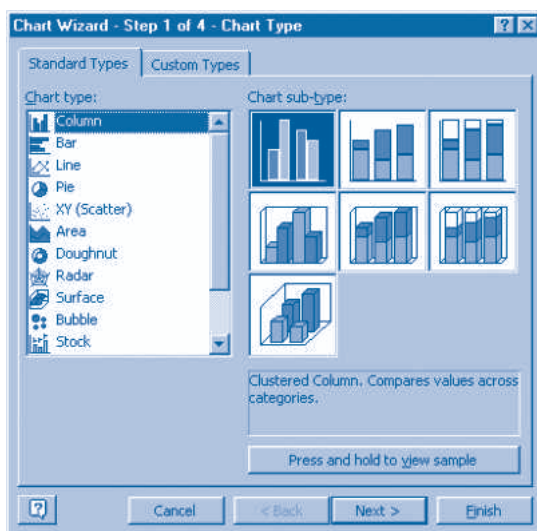 Chart Wizard - Step 1 of 4 - Chart Type
Standard Types
Custom Types
Chart type:
Column
Bar
Line
Pie
XY (Scatter)
Area
Doughnut
Radar
Surface
Bubble
Stock
Chart sub-type:
Clustered Column. Compares values across
categories.
Press and hold to view sample
Cancel
< Back
Next >
Finish